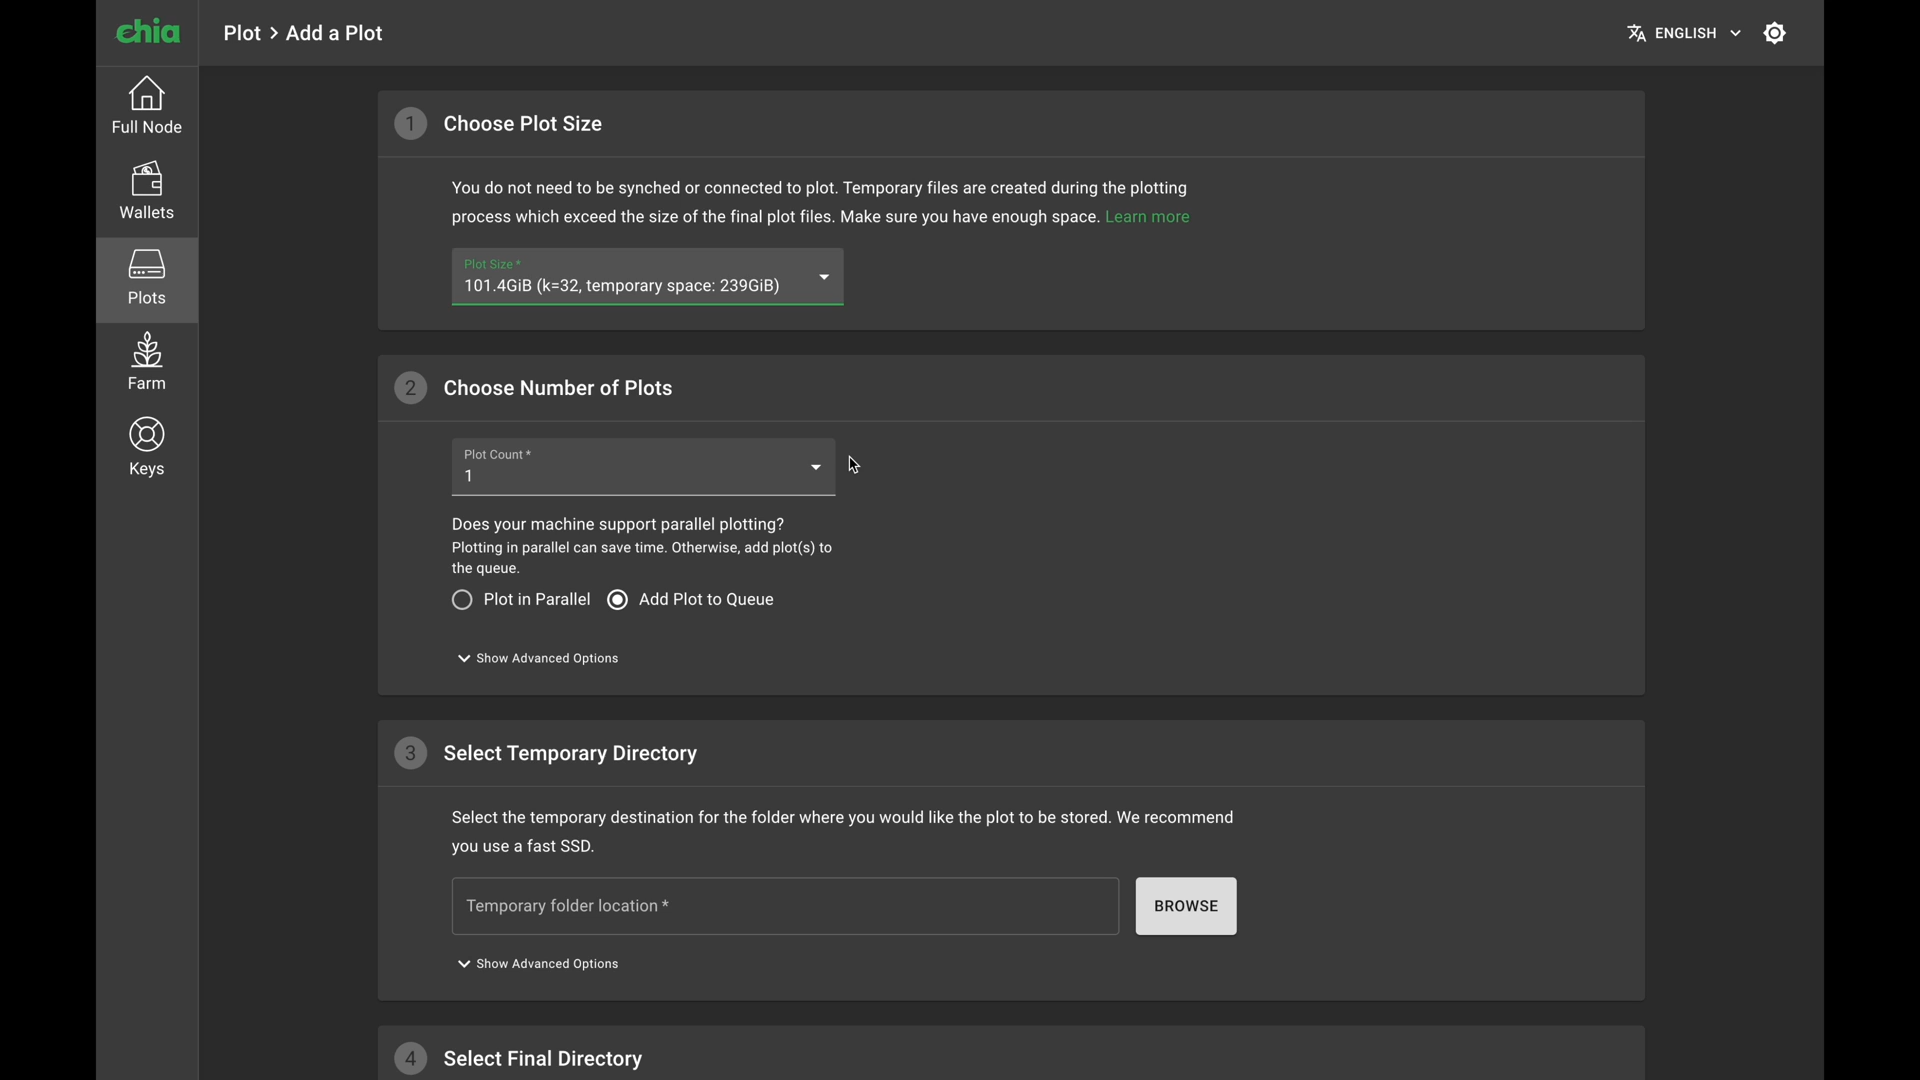 chia
Plot > Add a Plot
ENGLISH
Full Node
Wallets
Plots
Farm
Keys
1
Choose Plot Size
You do not need to be synched or connected to plot. Temporary files are created during the plotting
process which exceed the size of the final plot files. Make sure you have enough space. Learn more
Plot Size *
101.4GiB (k=32, temporary space: 239GiB)
2
Choose Number of Plots
Plot Count *
1
Does your machine support parallel plotting?
Plotting in parallel can save time. Otherwise, add plot(s) to
the queue.
Plot in Parallel
Add Plot to Queue
Show Advanced Options
3
Select Temporary Directory
Select the temporary destination for the folder where you would like the plot to be stored. We recommend
you use a fast SSD.
Temporary folder location *
BROWSE
Show Advanced Options
4
Select Final Directory